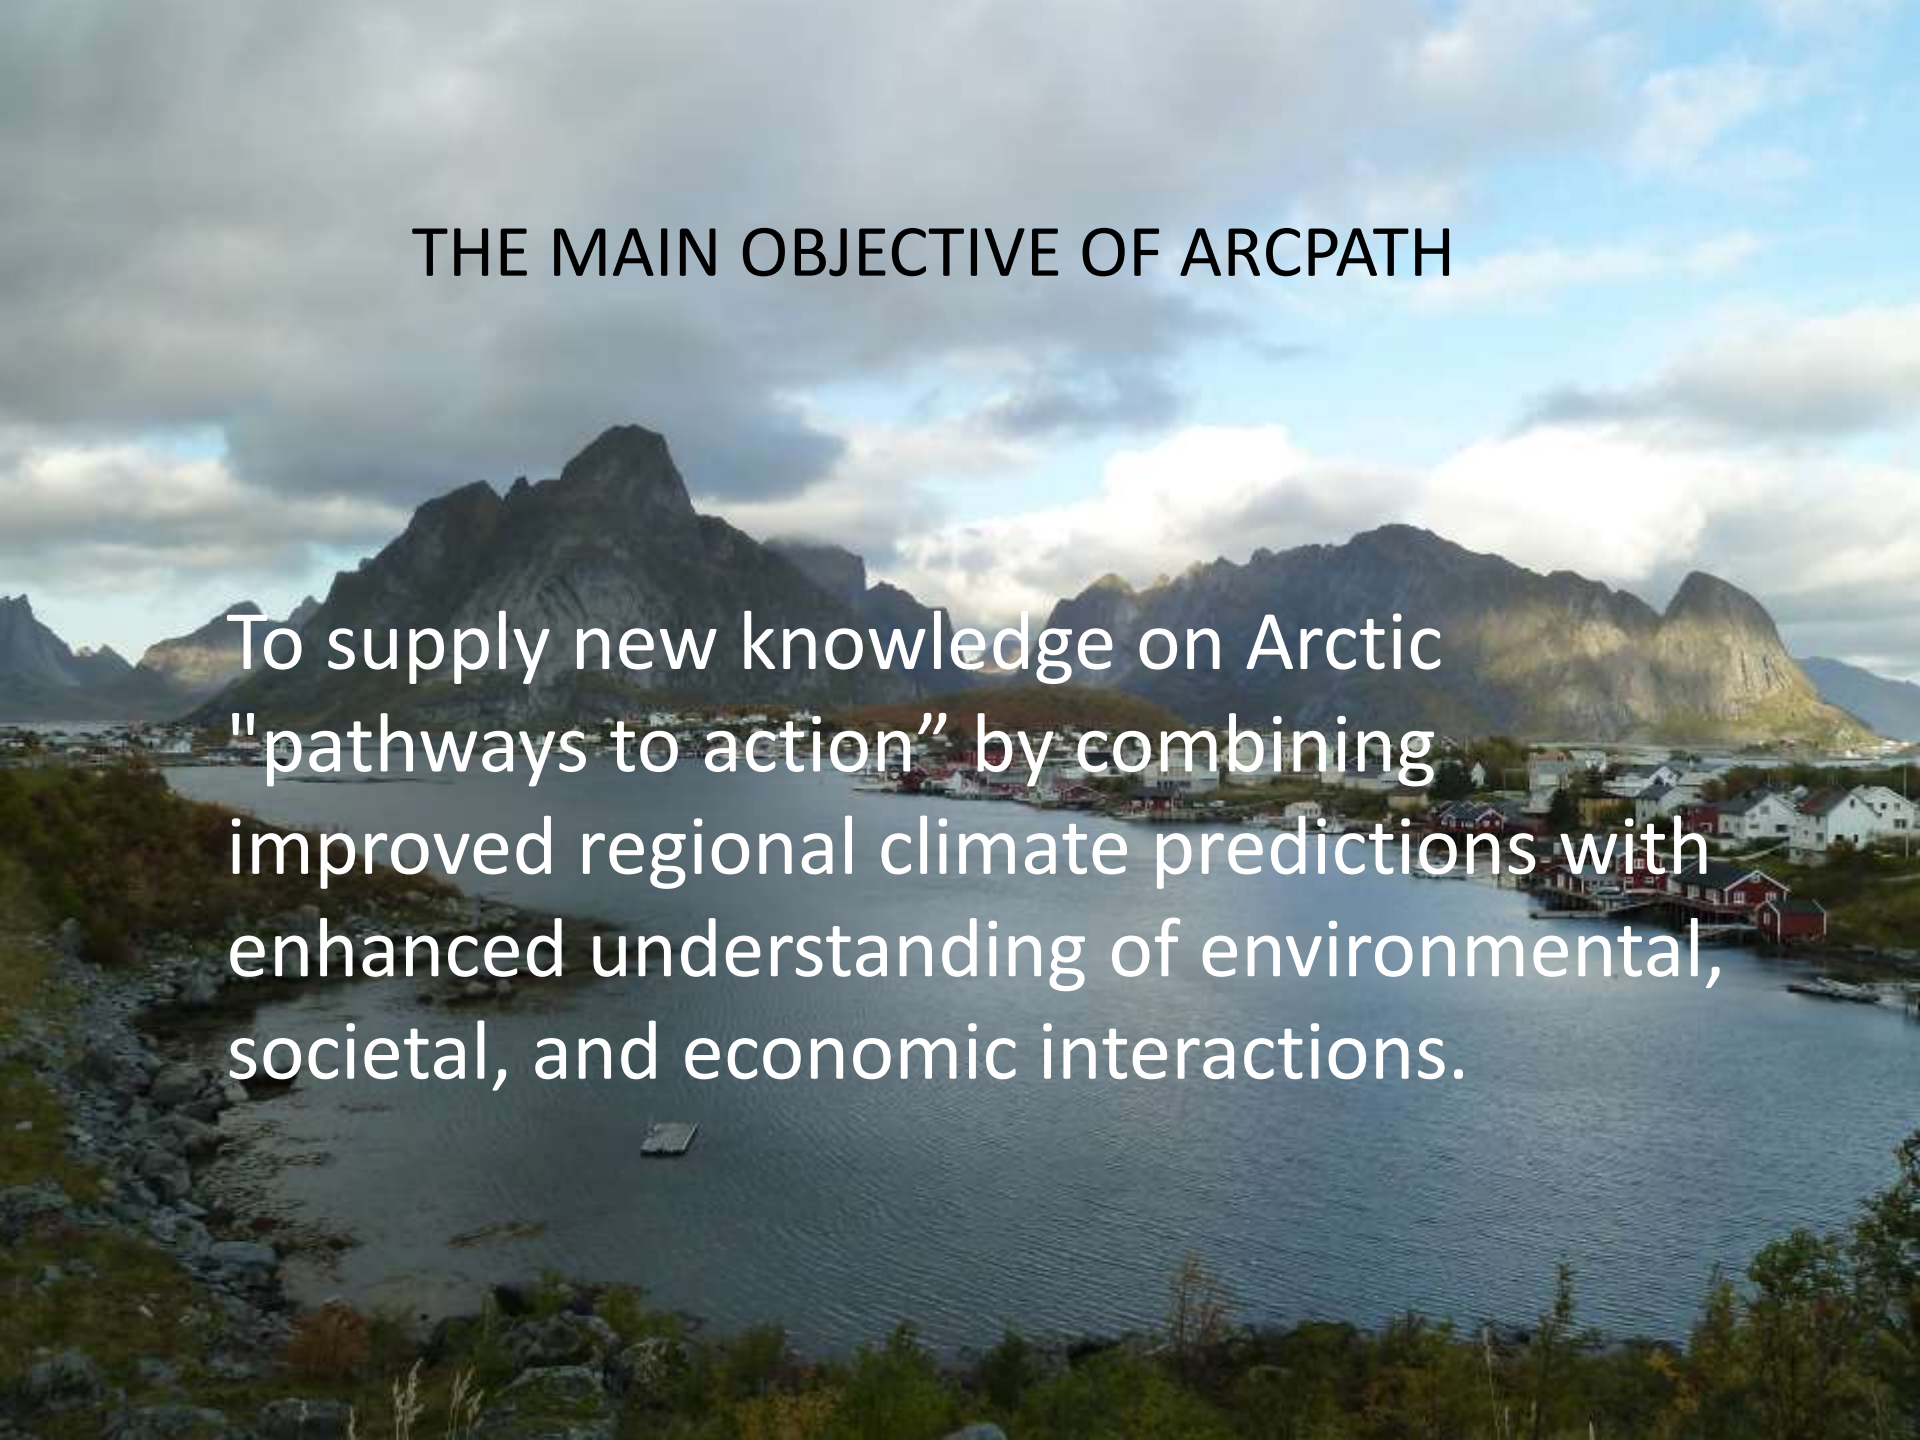 THE MAIN OBJECTIVE OF ARCPATH
To supply new knowledge on Arctic
"pathways to action” by combining
improved regional climate predictions with
enhanced understanding of environmental,
societal, and economic interactions.